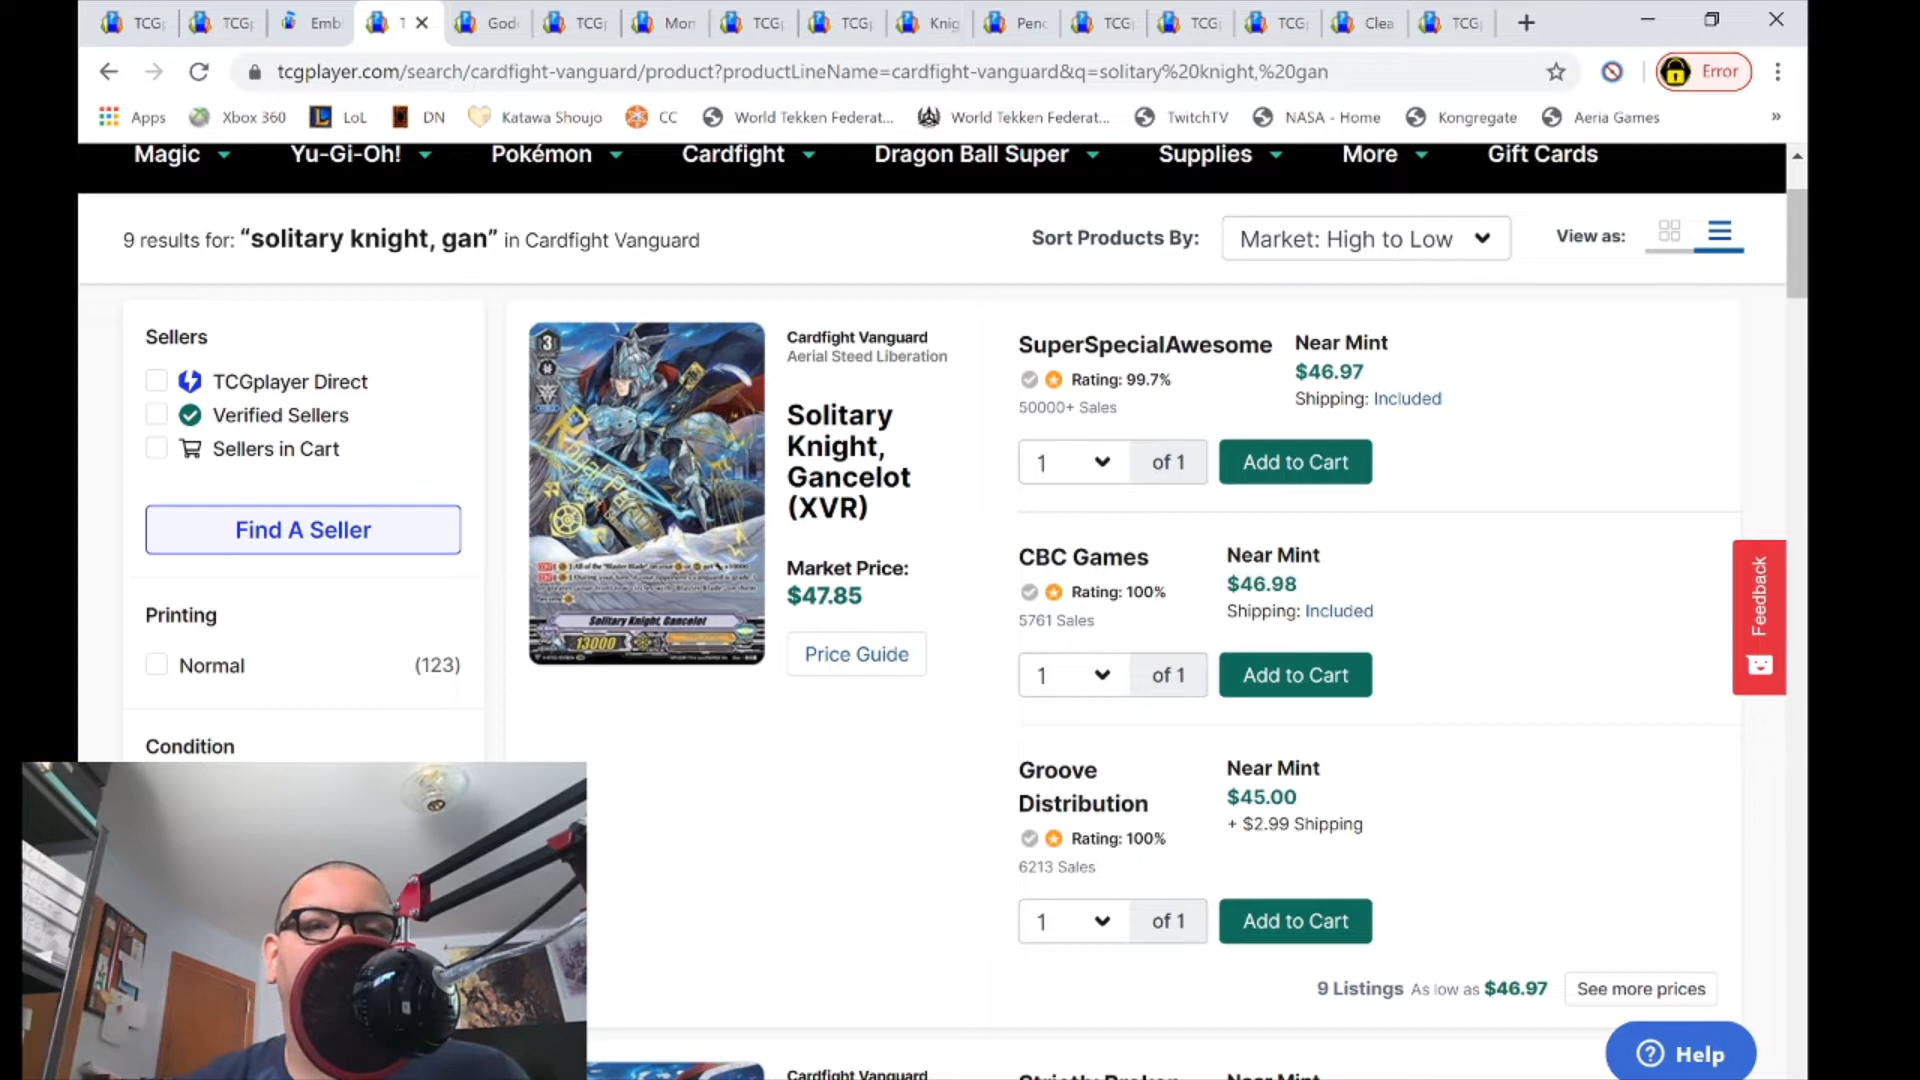 TCG
TCG
Emb
T
God
TCG
Mon
TCG
TCG
Knig
Pend
TCG
TCG
TCG
Clea
TCG
tcgplayer.com/search/cardfight-vanguard/product?productLineName=cardfight-vanguard&q=solitary%20knight,%20gan
Error
Apps
Xbox 360
LoL
DN
Katawa Shoujo
CC
World Tekken Federat...
World Tekken Federat...
TwitchTV
NASA - Home
Kongregate
Aeria Games
»
Magic
Yu-Gi-Oh!
Pokémon
Cardfight
Dragon Ball Super
Supplies
More
Gift Cards
9 results for: “solitary knight, gan” in Cardfight Vanguard
Sort Products By:
Market: High to Low
View as:
Sellers
TCGplayer Direct
Verified Sellers
Sellers in Cart
Find A Seller
Printing
Normal (123)
Condition
3
Solitary Knight, Gancelot
13000
Cardfight Vanguard
Aerial Steed Liberation
Solitary
Knight,
Gancelot
(XVR)
Market Price:
$47.85
Price Guide
SuperSpecialAwesome
Rating: 99.7%
50000+ Sales
Near Mint
$46.97
Shipping: Included
1 of 1
Add to Cart
CBC Games
Rating: 100%
5761 Sales
Near Mint
$46.98
Shipping: Included
1 of 1
Add to Cart
Groove
Distribution
Rating: 100%
6213 Sales
Near Mint
$45.00
+ $2.99 Shipping
1 of 1
Add to Cart
9 Listings As low as $46.97
See more prices
Feedback
Help
Cardfight Vanguard
Near Mint